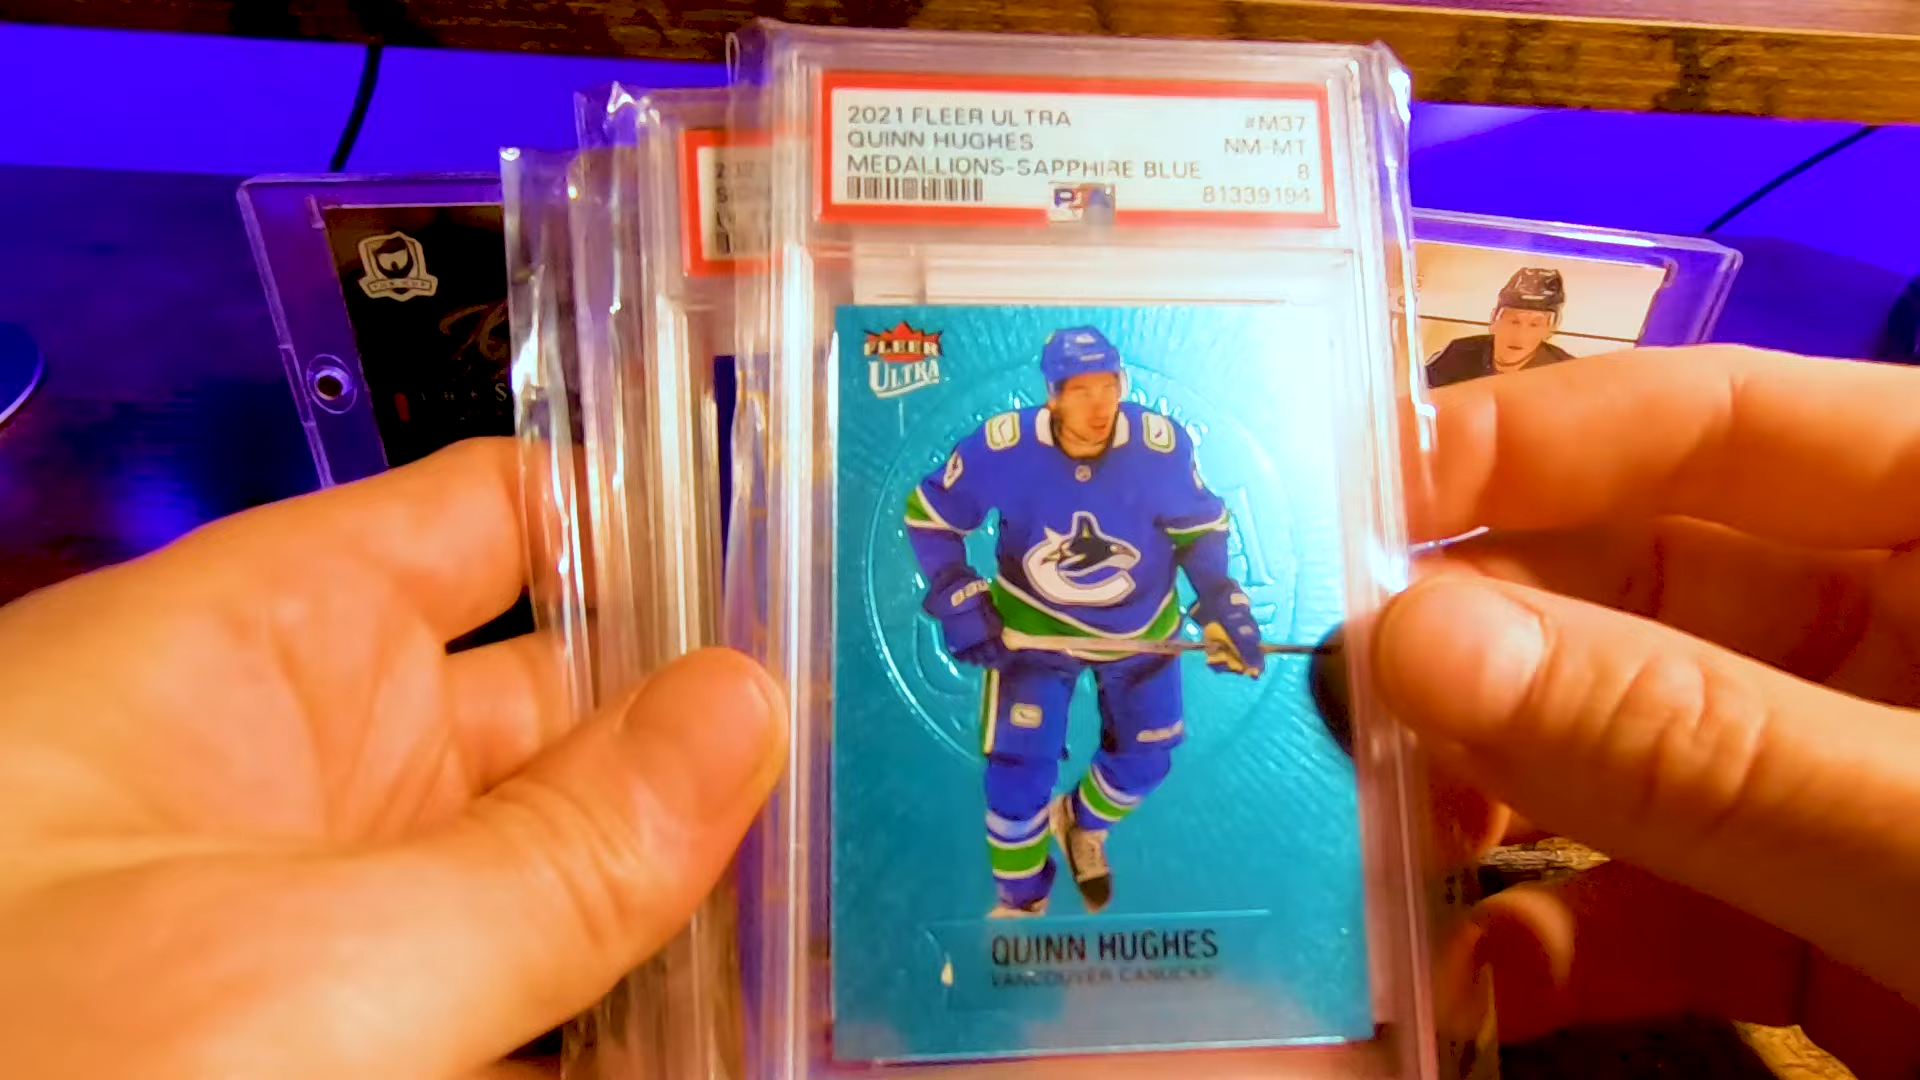 2021 FLEER ULTRA
#M37
QUINN HUGHES
NM-MT
MEDALLIONS-SAPPHIRE BLUE
8
PSA
81339194
FLEER
ULTRA
QUINN HUGHES
VANCOUVER CANUCKS